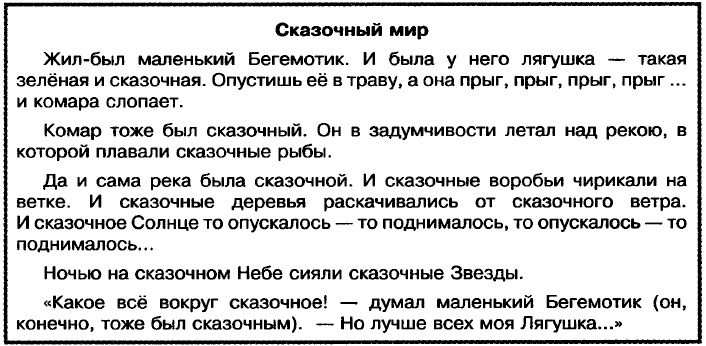 Сказочный мир
Жил-был маленький Бегемотик. И была у него лягушка — такая
зелёная и сказочная. Опустишь её в траву, а она прыг, прыг, прыг, прыг ...
и комара слопает.
Комар тоже был сказочный. Он в задумчивости летал над рекою, в
которой плавали сказочные рыбы.
Да и сама река была сказочной. И сказочные воробьи чирикали на
ветке. И сказочные деревья раскачивались от сказочного ветра.
И сказочное Солнце то опускалось — то поднималось, то опускалось — то
поднималось...
Ночью на сказочном Небе сияли сказочные Звезды.
«Какое всё вокруг сказочное! — думал маленький Бегемотик (он,
конечно, тоже был сказочным). — Но лучше всех моя Лягушка...»